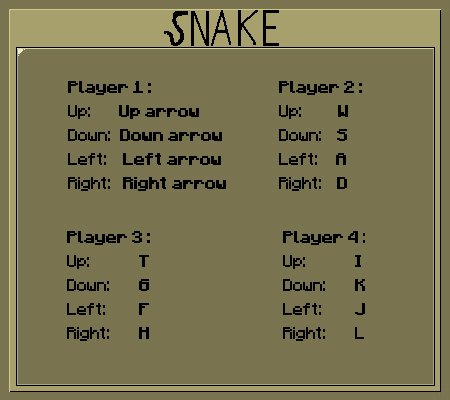 SNAKE
Player 1: Player 2:
Up: Up arrow Up: W
Down: Down arrow Down: S
Left: Left arrow Left: A
Right: Right arrow Right: D
Player 3: Player 4:
Up: T Up: I
Down: G Down: K
Left: F Left: J
Right: H Right: L